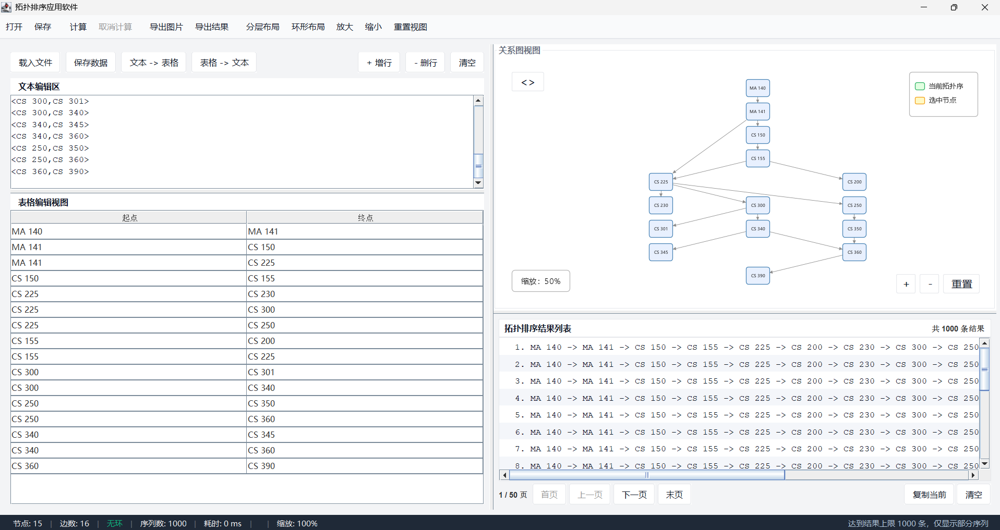 拓扑排序应用软件
打开 保存 计算 取消计算 导出图片 导出结果 分层布局 环形布局 放大 缩小 重置视图
载入文件 保存数据 文本 -> 表格 表格 -> 文本 + 增行 - 删行 清空
文本编辑区
<CS 300,CS 301>
<CS 300,CS 340>
<CS 340,CS 345>
<CS 340,CS 360>
<CS 250,CS 350>
<CS 250,CS 360>
<CS 360,CS 390>
表格编辑视图
起点 终点
MA 140 MA 141
MA 141 CS 150
MA 141 CS 225
CS 150 CS 155
CS 225 CS 230
CS 225 CS 300
CS 225 CS 250
CS 155 CS 200
CS 155 CS 225
CS 300 CS 301
CS 300 CS 340
CS 250 CS 350
CS 250 CS 360
CS 340 CS 345
CS 340 CS 360
CS 360 CS 390
关系图视图
<>
当前拓扑序
选中节点
MA 140
MA 141
CS 150
CS 155
CS 225 CS 200
CS 230 CS 300 CS 250
CS 301 CS 340 CS 350
CS 345 CS 360
CS 390
缩放: 50%
+ - 重置
拓扑排序结果列表 共 1000 条结果
1. MA 140 -> MA 141 -> CS 150 -> CS 155 -> CS 225 -> CS 200 -> CS 230 -> CS 300 -> CS 250
2. MA 140 -> MA 141 -> CS 150 -> CS 155 -> CS 225 -> CS 200 -> CS 230 -> CS 300 -> CS 250
3. MA 140 -> MA 141 -> CS 150 -> CS 155 -> CS 225 -> CS 200 -> CS 230 -> CS 300 -> CS 250
4. MA 140 -> MA 141 -> CS 150 -> CS 155 -> CS 225 -> CS 200 -> CS 230 -> CS 300 -> CS 250
5. MA 140 -> MA 141 -> CS 150 -> CS 155 -> CS 225 -> CS 200 -> CS 230 -> CS 300 -> CS 250
6. MA 140 -> MA 141 -> CS 150 -> CS 155 -> CS 225 -> CS 200 -> CS 230 -> CS 300 -> CS 250
7. MA 140 -> MA 141 -> CS 150 -> CS 155 -> CS 225 -> CS 200 -> CS 230 -> CS 300 -> CS 250
8. MA 140 -> MA 141 -> CS 150 -> CS 155 -> CS 225 -> CS 200 -> CS 230 -> CS 300 -> CS 250
1 / 50 页 首页 上一页 下一页 末页 复制当前 清空
节点: 15 | 边数: 16 | 无环 | 序列数: 1000 | 耗时: 0 ms | | 缩放: 100% 达到结果上限 1000 条，仅显示部分序列